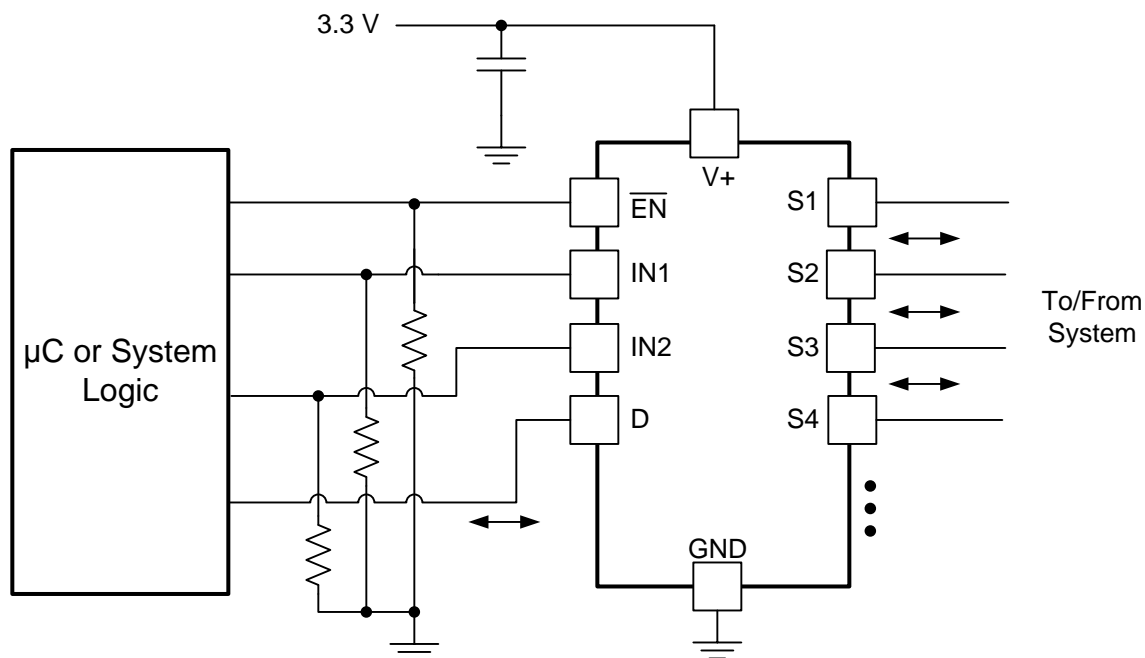 3.3 V
V+
EN
S1
IN1
S2
IN2
S3
D
S4
GND
µC or System
Logic
To/From
System